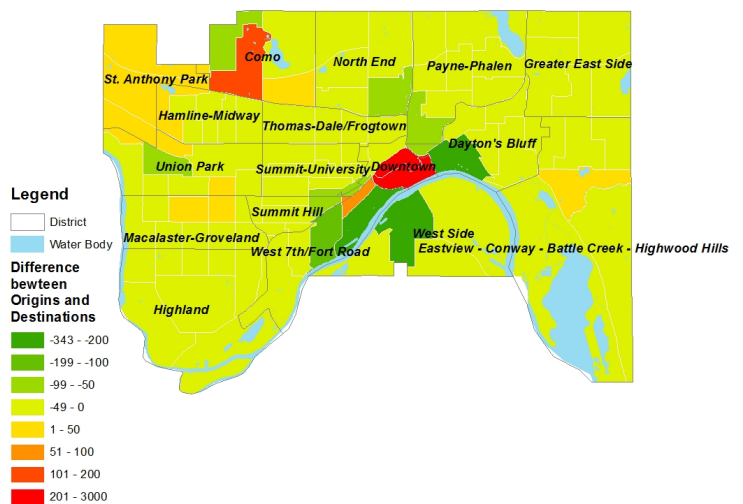 Como
North End
Payne-Phalen
Greater East Side
St. Anthony Park
Hamline-Midway
Thomas-Dale/Frogtown
Dayton's Bluff
Union Park
Summit-University
Downtown
Summit Hill
Macalaster-Groveland
West Side
West 7th/Fort Road
Eastview - Conway - Battle Creek - Highwood Hills
Highland
Legend
District
Water Body
Difference
bewteen
Origins and
Destinations
-343 - -200
-199 - -100
-99 - -50
-49 - 0
1 - 50
51 - 100
101 - 200
201 - 3000